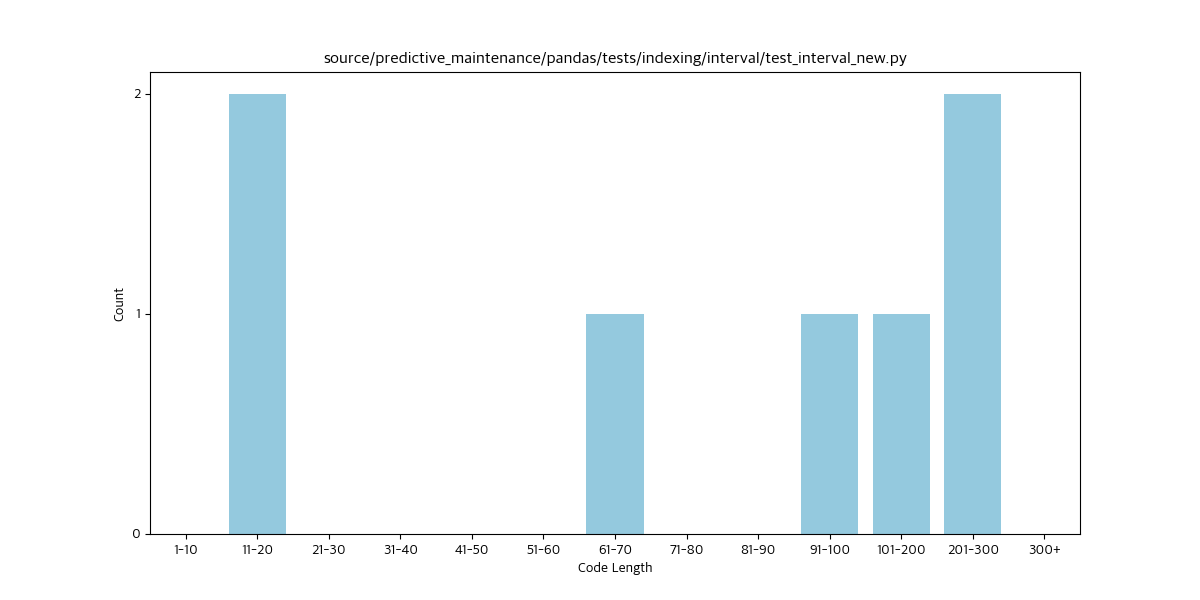 source/predictive_maintenance/pandas/tests/indexing/interval/test_interval_new.py
2
1
0
Count
1-10 11-20 21-30 31-40 41-50 51-60 61-70 71-80 81-90 91-100 101-200 201-300 300+
Code Length